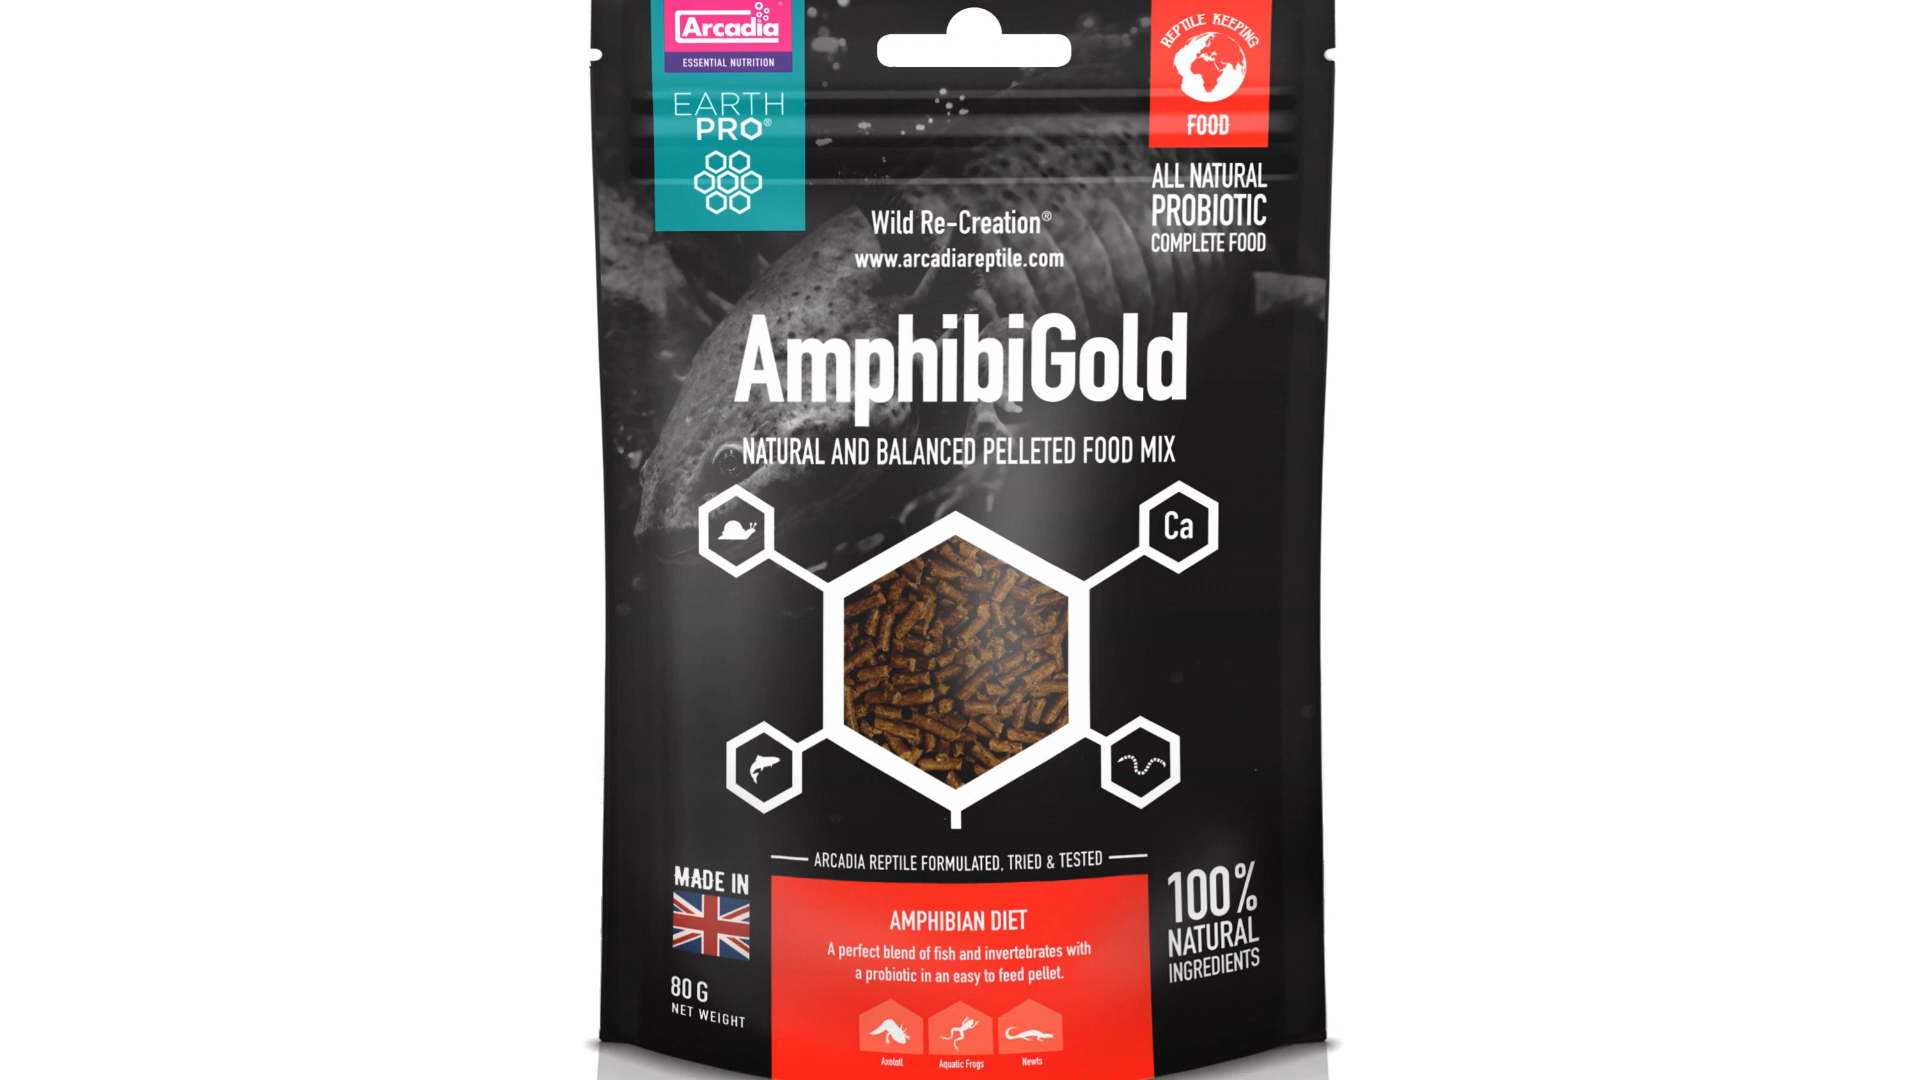 Arcadia
ESSENTIAL NUTRITION
EARTH
PRO®
REPTILE KEEPING
FOOD
ALL NATURAL
PROBIOTIC
COMPLETE FOOD
Wild Re-Creation®
www.arcadiareptile.com
AmphibiGold
NATURAL AND BALANCED PELLETED FOOD MIX
Ca
ARCADIA REPTILE FORMULATED, TRIED & TESTED
MADE IN
80 G
NET WEIGHT
AMPHIBIAN DIET
A perfect blend of fish and invertebrates with
a probiotic in an easy to feed pellet.
Axolotl
Aquatic Frogs
Newts
100%
NATURAL
INGREDIENTS